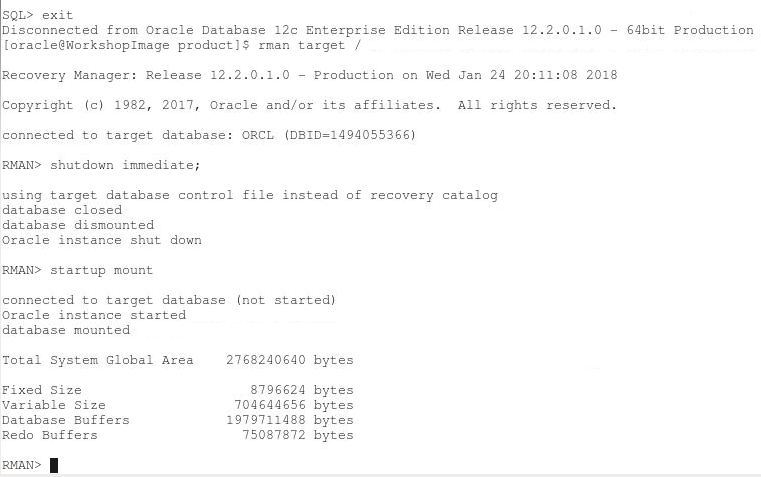 SQL> exit
Disconnected from Oracle Database 12c Enterprise Edition Release 12.2.0.1.0 - 64bit Production
[oracle@WorkshopImage product]$ rman target /
Recovery Manager: Release 12.2.0.1.0 - Production on Wed Jan 24 20:11:08 2018
Copyright (c) 1982, 2017, Oracle and/or its affiliates.  All rights reserved.
connected to target database: ORCL (DBID=1494055366)
RMAN> shutdown immediate;
using target database control file instead of recovery catalog
database closed
database dismounted
Oracle instance shut down
RMAN> startup mount
connected to target database (not started)
Oracle instance started
database mounted
Total System Global Area    2768240640 bytes
Fixed Size                     8796624 bytes
Variable Size                704644656 bytes
Database Buffers            1979711488 bytes
Redo Buffers                  75087872 bytes
RMAN>